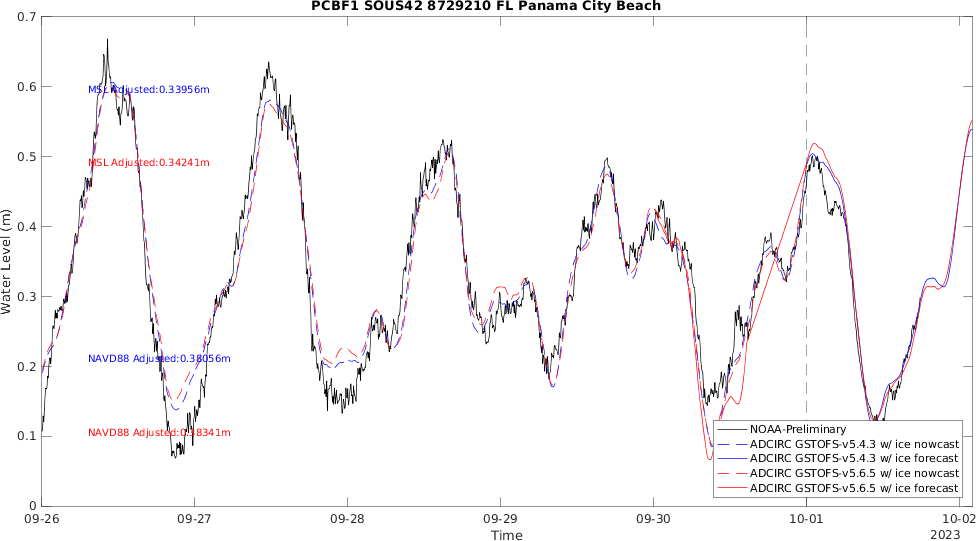 PCBF1 SOUS42 8729210 FL Panama City Beach
0.7
0.6
0.5
0.4
0.3
0.2
0.1
0
Water Level (m)
MSL Adjusted:0.33956m
MSL Adjusted:0.34241m
NAVD88 Adjusted:0.38056m
NAVD88 Adjusted:0.38341m
NOAA-Preliminary
ADCIRC GSTOFS-v5.4.3 w/ ice nowcast
ADCIRC GSTOFS-v5.4.3 w/ ice forecast
ADCIRC GSTOFS-v5.6.5 w/ ice nowcast
ADCIRC GSTOFS-v5.6.5 w/ ice forecast
09-26
09-27
09-28
09-29
09-30
10-01
10-02
Time
2023